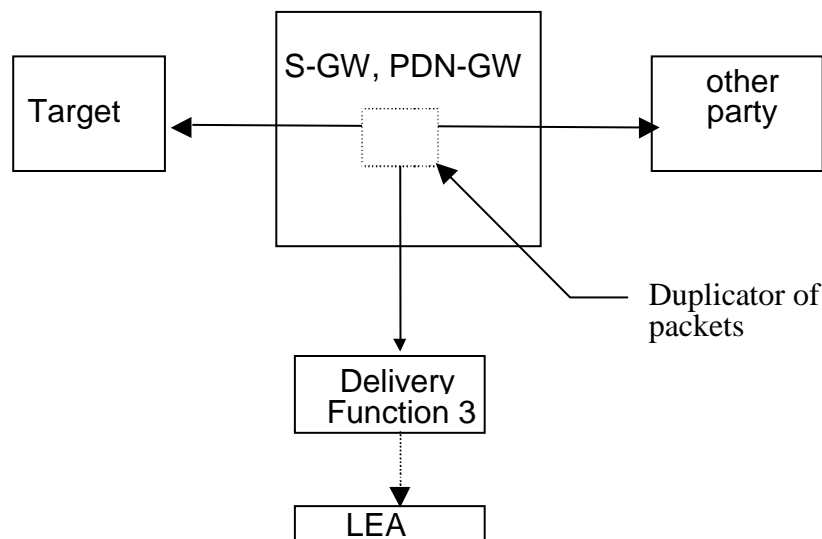 S-GW, PDN-GW
Target
other
party
Duplicator of
packets
Delivery
Function 3
LEA